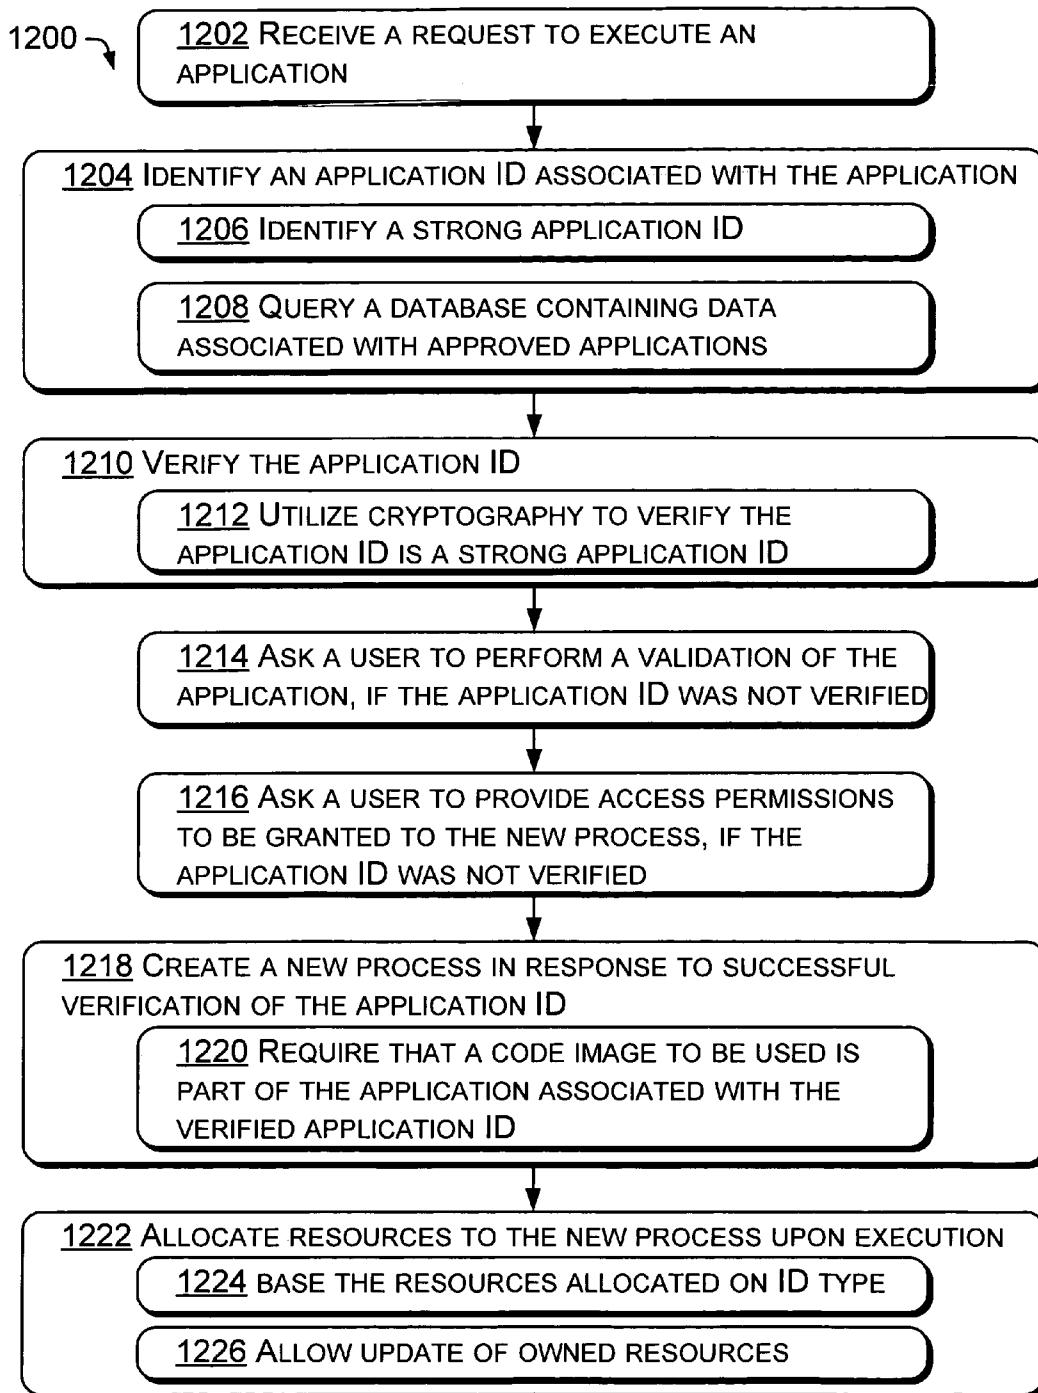 1200
1202 RECEIVE A REQUEST TO EXECUTE AN
APPLICATION
1204 IDENTIFY AN APPLICATION ID ASSOCIATED WITH THE APPLICATION
1206 IDENTIFY A STRONG APPLICATION ID
1208 QUERY A DATABASE CONTAINING DATA
ASSOCIATED WITH APPROVED APPLICATIONS
1210 VERIFY THE APPLICATION ID
1212 UTILIZE CRYPTOGRAPHY TO VERIFY THE
APPLICATION ID IS A STRONG APPLICATION ID
1214 ASK A USER TO PERFORM A VALIDATION OF THE
APPLICATION, IF THE APPLICATION ID WAS NOT VERIFIED
1216 ASK A USER TO PROVIDE ACCESS PERMISSIONS
TO BE GRANTED TO THE NEW PROCESS, IF THE
APPLICATION ID WAS NOT VERIFIED
1218 CREATE A NEW PROCESS IN RESPONSE TO SUCCESSFUL
VERIFICATION OF THE APPLICATION ID
1220 REQUIRE THAT A CODE IMAGE TO BE USED IS
PART OF THE APPLICATION ASSOCIATED WITH THE
VERIFIED APPLICATION ID
1222 ALLOCATE RESOURCES TO THE NEW PROCESS UPON EXECUTION
1224 BASE THE RESOURCES ALLOCATED ON ID TYPE
1226 ALLOW UPDATE OF OWNED RESOURCES